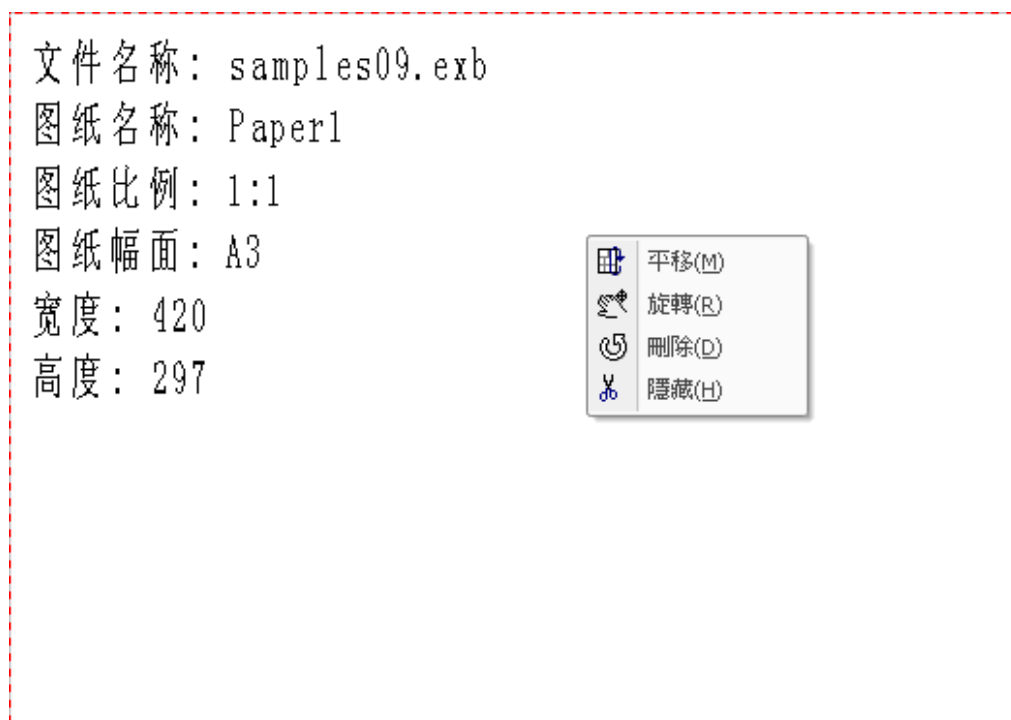 文件名称: samples09.exb
图纸名称: Paper1
图纸比例: 1:1
图纸幅面: A3
宽度: 420
高度: 297
平移(M)
旋轉(R)
刪除(D)
隱藏(H)